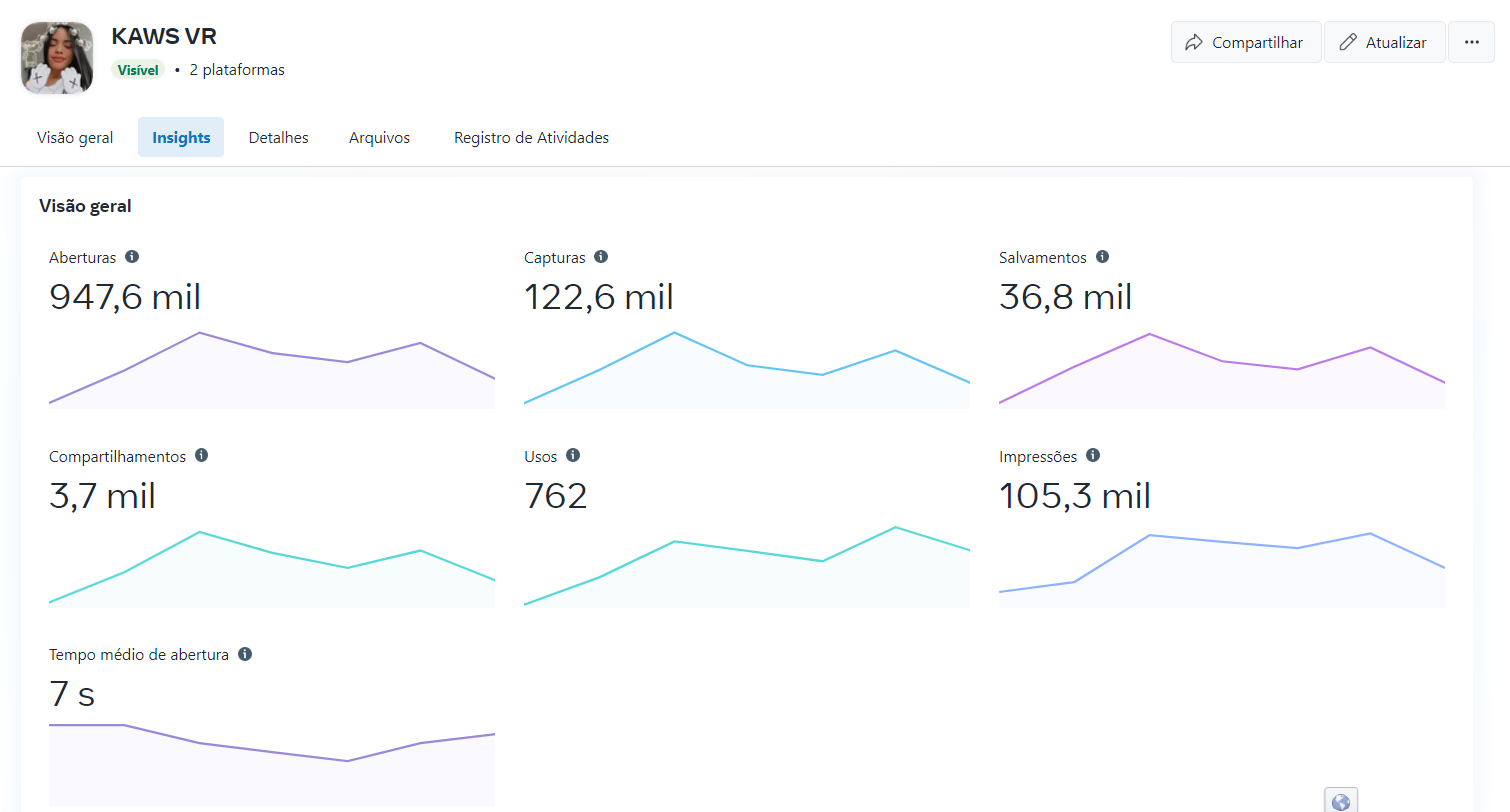 KAWS VR
Visível • 2 plataformas
Compartilhar
Atualizar
Visão geral
Insights
Detalhes
Arquivos
Registro de Atividades
Visão geral
Aberturas
947,6 mil
Capturas
122,6 mil
Salvamentos
36,8 mil
Compartilhamentos
3,7 mil
Usos
762
Impressões
105,3 mil
Tempo médio de abertura
7 s